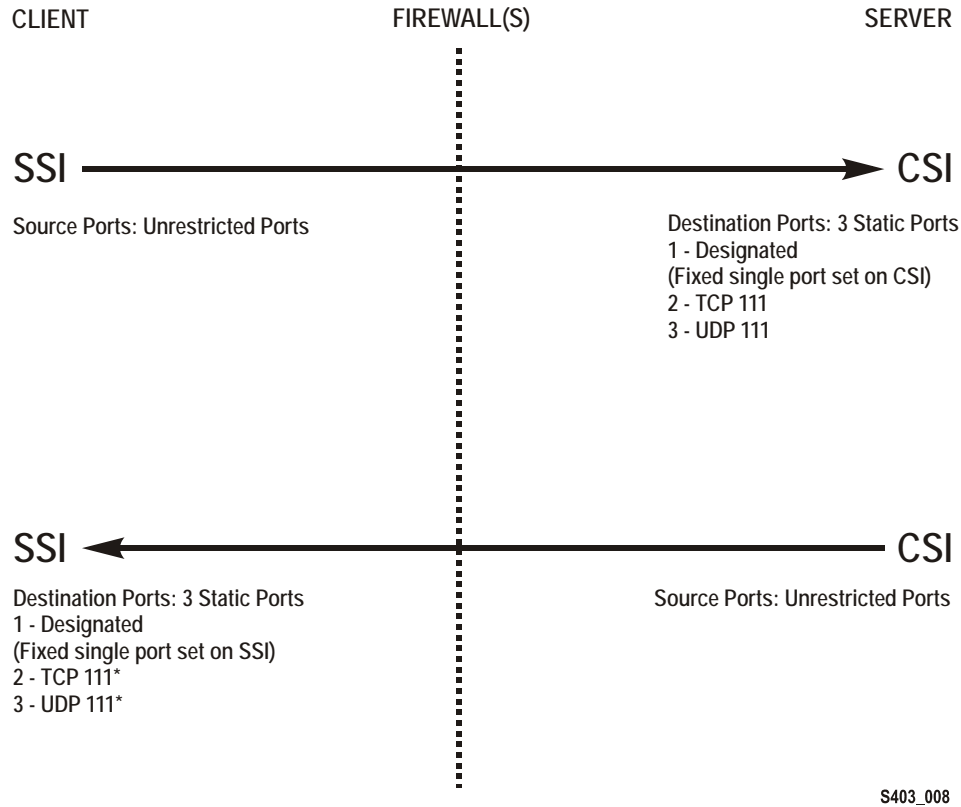 CLIENT
FIREWALL(S)
SERVER
SSI
CSI
Source Ports: Unrestricted Ports
Destination Ports: 3 Static Ports
1 - Designated
(Fixed single port set on CSI)
2 - TCP 111
3 - UDP 111
SSI
CSI
Destination Ports: 3 Static Ports
1 - Designated
(Fixed single port set on SSI)
2 - TCP 111*
3 - UDP 111*
Source Ports: Unrestricted Ports
S403_008